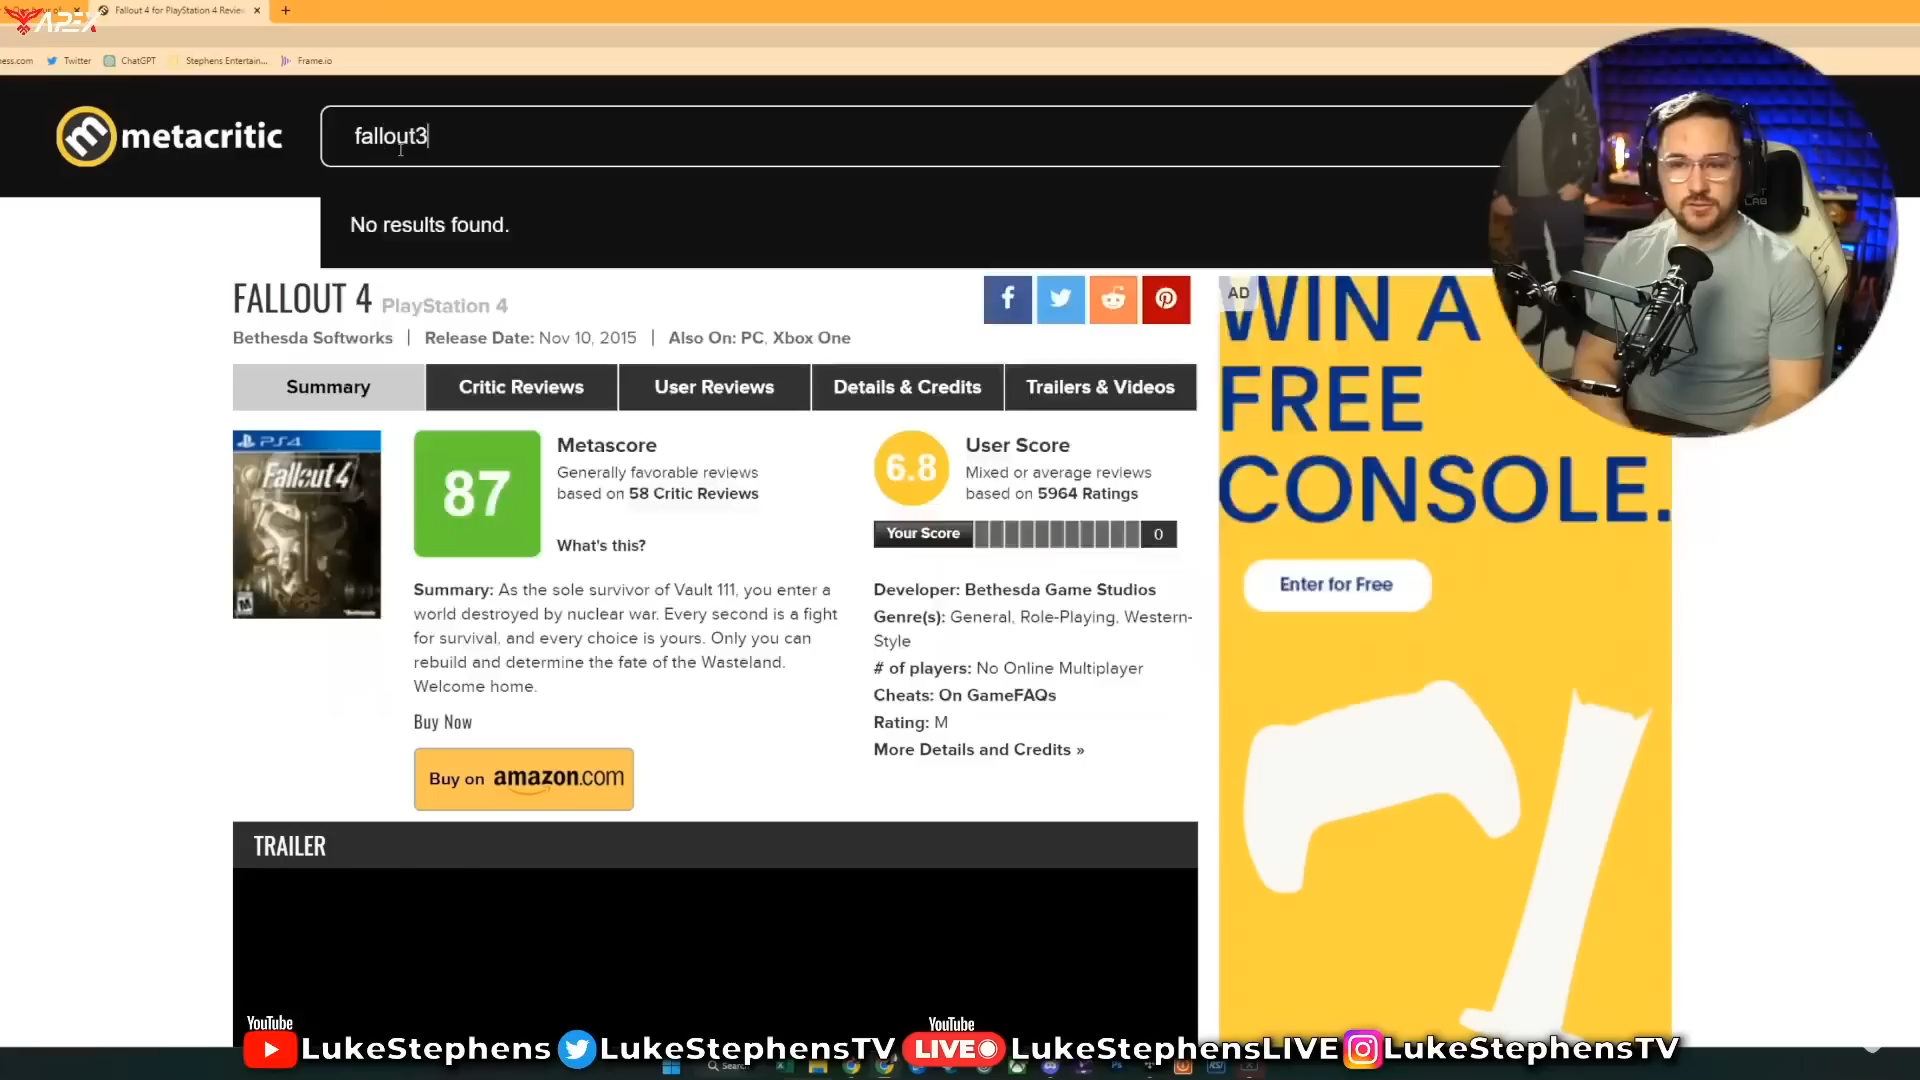 Fallout 4 for PlayStation 4 Revie
APEX
ess.com Twitter ChatGPT Stephens Entertain... Frame.io
metacritic
fallout3
No results found.
FALLOUT 4 PlayStation 4
Bethesda Softworks | Release Date: Nov 10, 2015 | Also On: PC, Xbox One
Summary Critic Reviews User Reviews Details & Credits Trailers & Videos
PS4
Fallout 4
M
87
Metascore
Generally favorable reviews
based on 58 Critic Reviews
What's this?
6.8
User Score
Mixed or average reviews
based on 5964 Ratings
Your Score 0
Summary: As the sole survivor of Vault 111, you enter a
world destroyed by nuclear war. Every second is a fight
for survival, and every choice is yours. Only you can
rebuild and determine the fate of the Wasteland.
Welcome home.
Buy Now
Buy on amazon.com
Developer: Bethesda Game Studios
Genre(s): General, Role-Playing, Western-
Style
# of players: No Online Multiplayer
Cheats: On GameFAQs
Rating: M
More Details and Credits »
AD
WIN A
FREE
CONSOLE.
Enter for Free
LAB
TRAILER
YouTube
LukeStephens
LukeStephensTV
YouTube
LIVE
LukeStephensLIVE
LukeStephensTV
Search